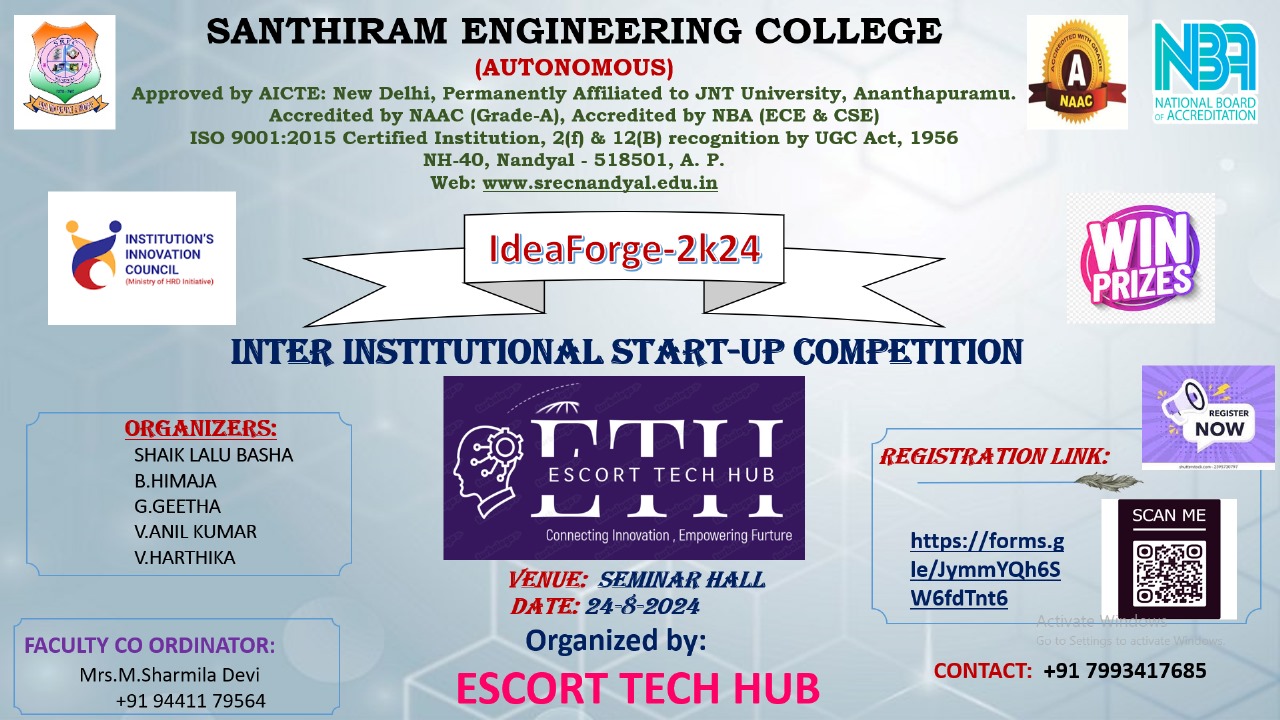 SANTHIRAM ENGINEERING COLLEGE
(AUTONOMOUS)
Approved by AICTE: New Delhi, Permanently Affiliated to JNT University, Ananthapuramu.
Accredited by NAAC (Grade-A), Accredited by NBA (ECE & CSE)
ISO 9001:2015 Certified Institution, 2(f) & 12(B) recognition by UGC Act, 1956
NH-40, Nandyal - 518501, A. P.
Web: www.srecnandyal.edu.in
ACCREDITED WITH GRADE
A
NAAC
NBA
NATIONAL BOARD
OF ACCREDITATION
INSTITUTION'S
INNOVATION
COUNCIL
(Ministry of HRD Initiative)
IdeaForge-2k24
WIN
PRIZES
INTER INSTITUTIONAL START-UP COMPETITION
ORGANIZERS:
SHAIK LALU BASHA
B.HIMAJA
G.GEETHA
V.ANIL KUMAR
V.HARTHIKA
ETH
ESCORT TECH HUB
Connecting Innovation , Empowering Furture
REGISTER
NOW
REGISTRATION LINK:
https://forms.g
le/JymmYQh6S
W6fdTnt6
SCAN ME
VENUE: SEMINAR HALL
DATE: 24-8-2024
Organized by:
ESCORT TECH HUB
FACULTY CO ORDINATOR:
Mrs.M.Sharmila Devi
+91 94411 79564
Activate Windows
Go to Settings to activate Windows.
CONTACT: +91 7993417685